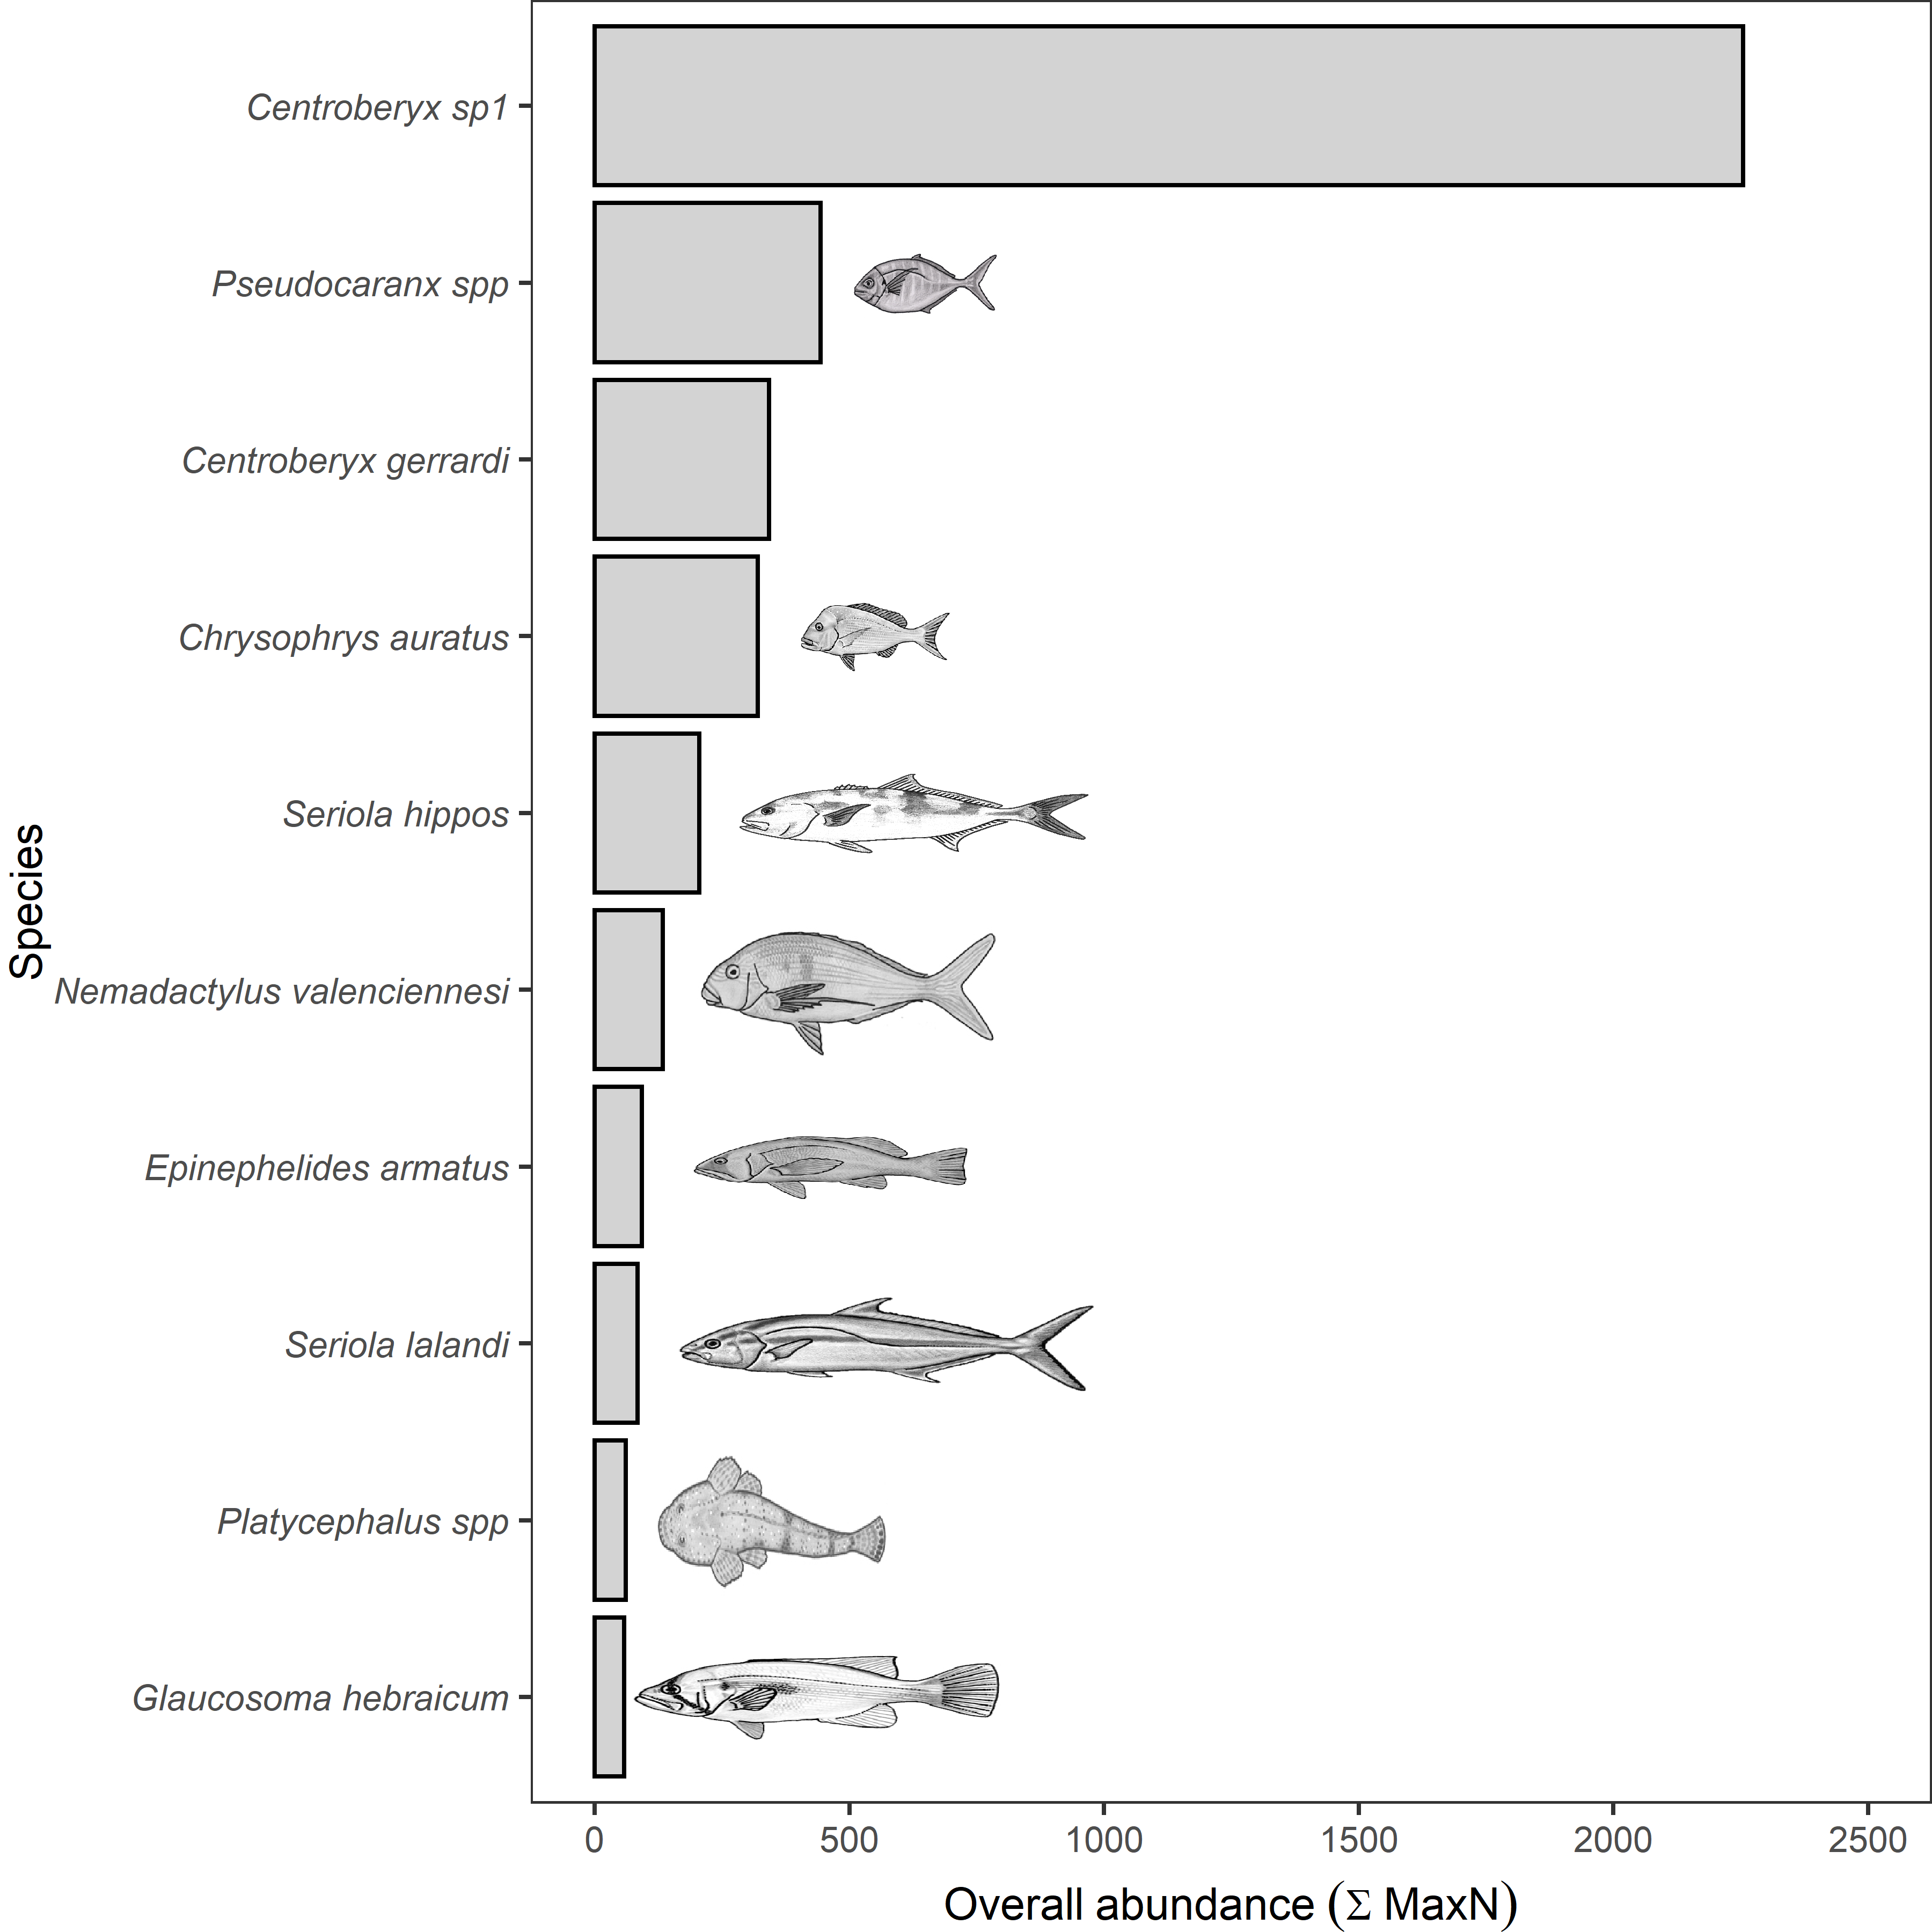 Species
Centroberyx sp1
Pseudocaranx spp
Centroberyx gerrardi
Chrysophrys auratus
Seriola hippos
Nemadactylus valenciennesi
Epinephelides armatus
Seriola lalandi
Platycephalus spp
Glaucosoma hebraicum
0 500 1000 1500 2000 2500
Overall abundance (Σ MaxN)